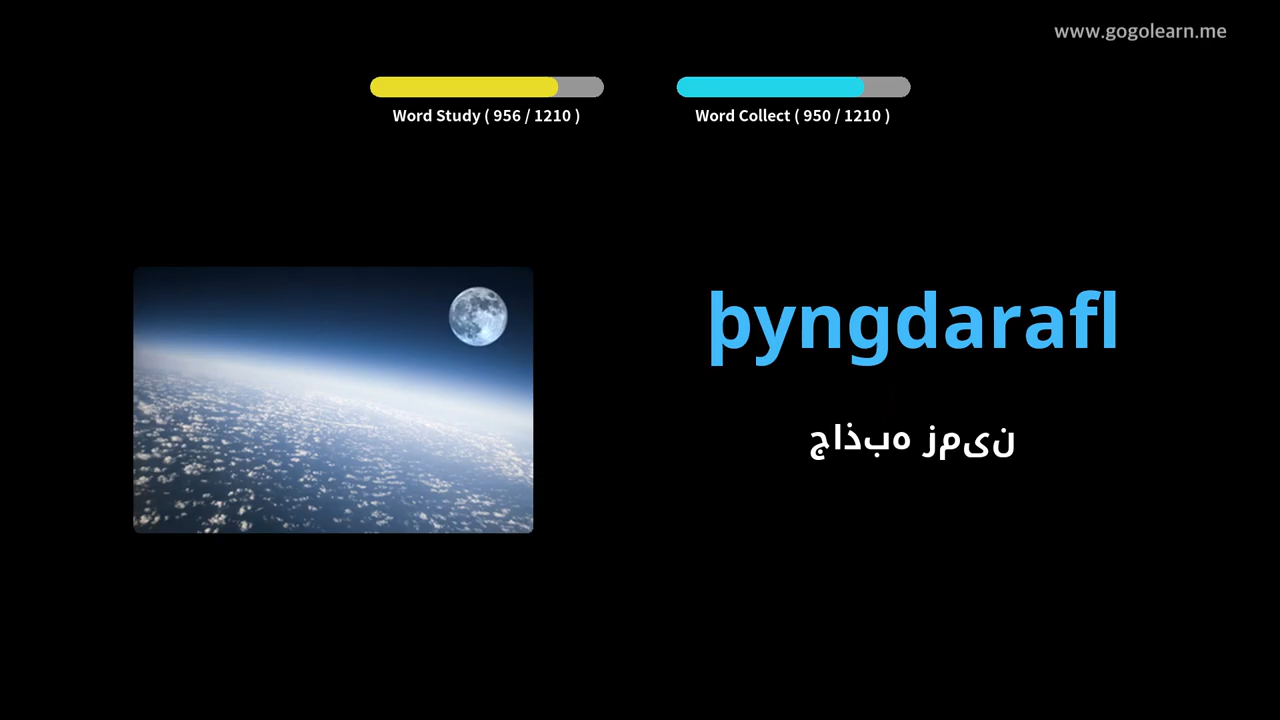 www.gogolearn.me
Word Study ( 956 / 1210 )
Word Collect ( 950 / 1210 )
þyngdarafl
جاذبه زمین